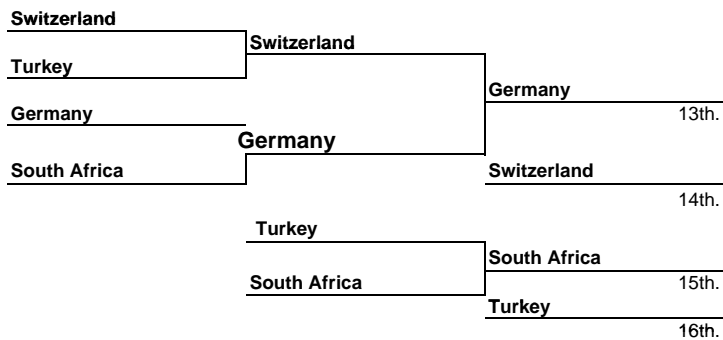 Switzerland
Switzerland
Turkey
Germany
Germany
13th.
Germany
South Africa
Switzerland
14th.
Turkey
South Africa
South Africa
15th.
Turkey
16th.